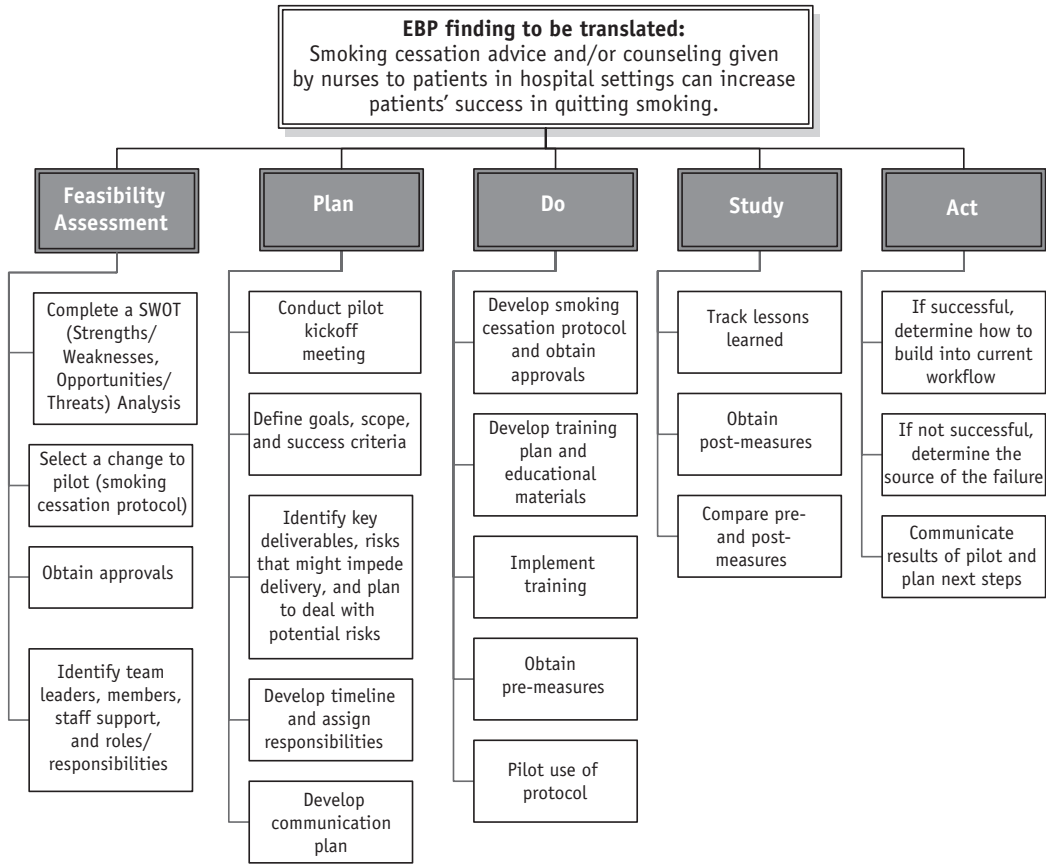 EBP finding to be translated:
Smoking cessation advice and/or counseling given
by nurses to patients in hospital settings can increase
patients’ success in quitting smoking.
Feasibility
Assessment
Complete a SWOT
(Strengths/
Weaknesses,
Opportunities/
Threats) Analysis
Select a change to
pilot (smoking
cessation protocol)
Obtain approvals
Identify team
leaders, members,
staff support,
and roles/
responsibilities
Plan
Conduct pilot
kickoff
meeting
Define goals, scope,
and success criteria
Identify key
deliverables, risks
that might impede
delivery, and plan
to deal with
potential risks
Develop timeline
and assign
responsibilities
Develop
communication
plan
Do
Develop smoking
cessation protocol
and obtain
approvals
Develop training
plan and
educational
materials
Implement
training
Obtain
pre-measures
Pilot use of
protocol
Study
Track lessons
learned
Obtain
post-measures
Compare pre-
and post-
measures
Act
If successful,
determine how to
build into current
workflow
If not successful,
determine the
source of the failure
Communicate
results of pilot and
plan next steps